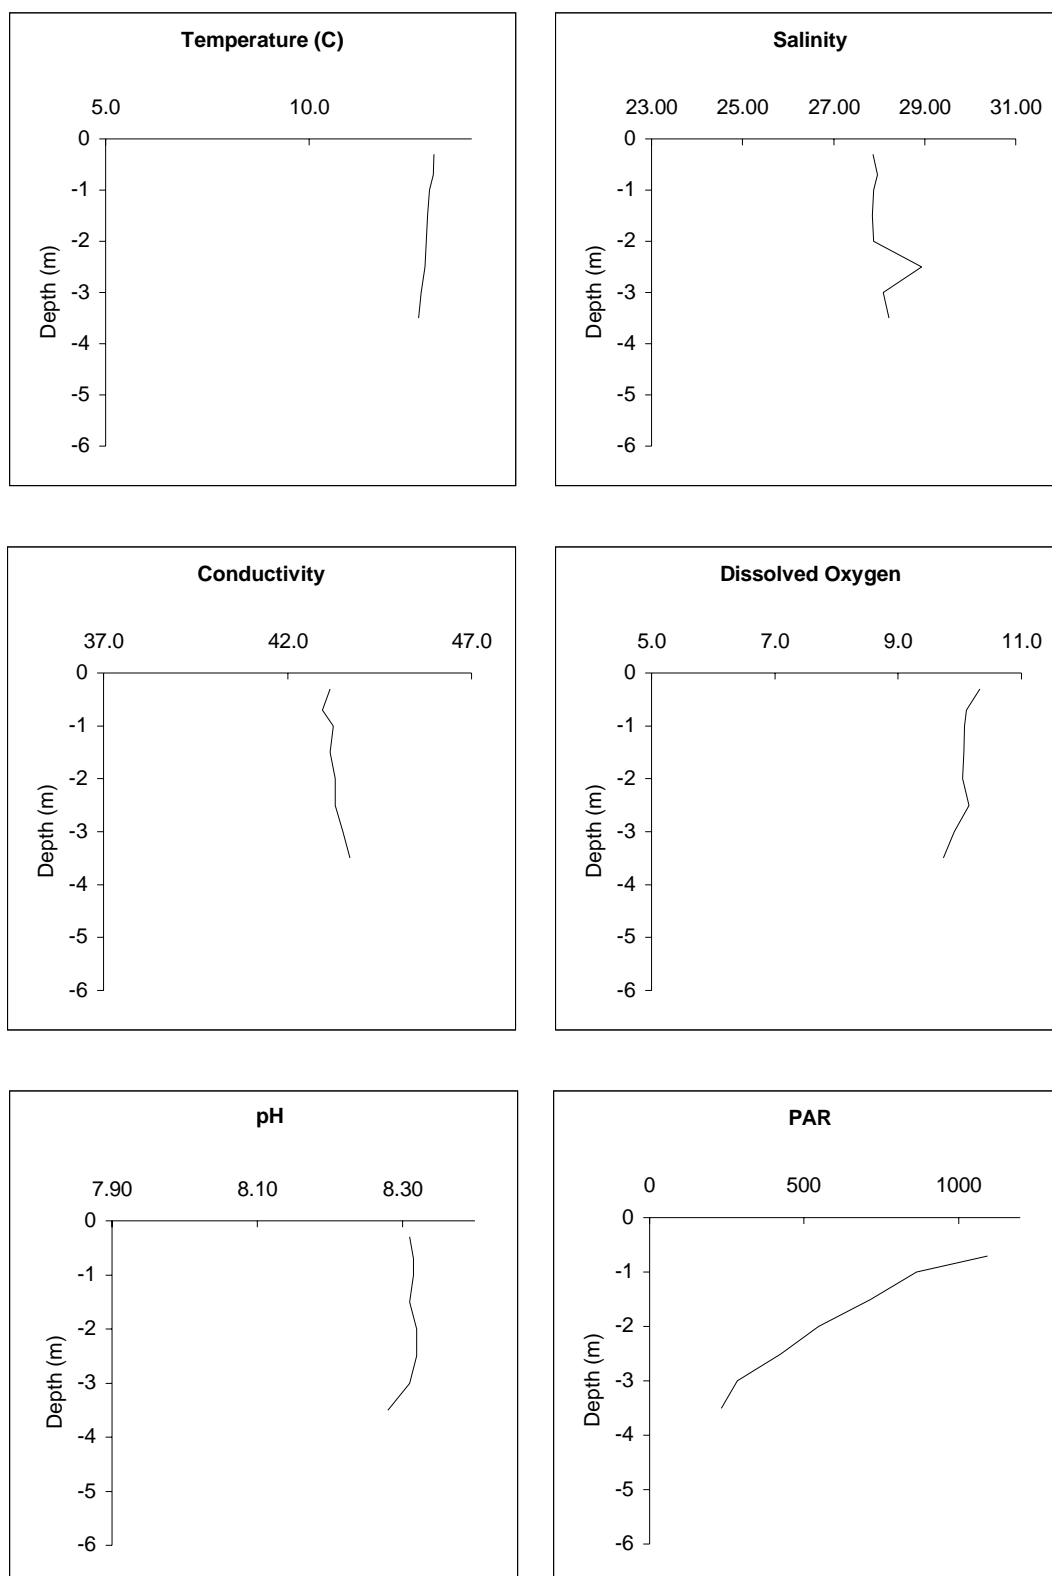 Temperature (C)
5.0 10.0
0
-1
-2
-3
-4
-5
-6
Depth (m)
Salinity
23.00 25.00 27.00 29.00 31.00
0
-1
-2
-3
-4
-5
-6
Depth (m)
Conductivity
37.0 42.0 47.0
0
-1
-2
-3
-4
-5
-6
Depth (m)
Dissolved Oxygen
5.0 7.0 9.0 11.0
0
-1
-2
-3
-4
-5
-6
Depth (m)
pH
7.90 8.10 8.30
0
-1
-2
-3
-4
-5
-6
Depth (m)
PAR
0 500 1000
0
-1
-2
-3
-4
-5
-6
Depth (m)